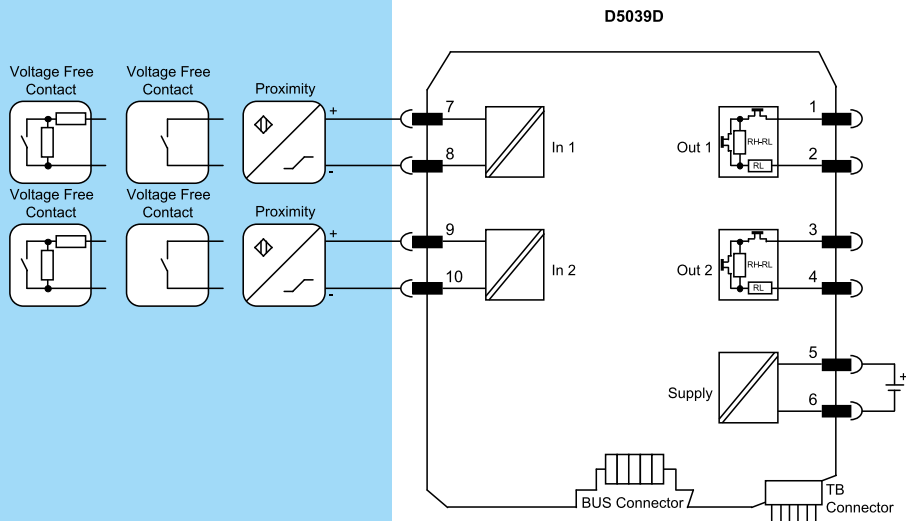 D5039D
Voltage Free
Contact
Voltage Free
Contact
Proximity
+
-
7
8
In 1
Out 1
RH-RL
RL
1
2
Voltage Free
Contact
Voltage Free
Contact
Proximity
+
-
9
10
In 2
Out 2
RH-RL
RL
3
4
Supply
5
6
+
BUS Connector
TB
Connector